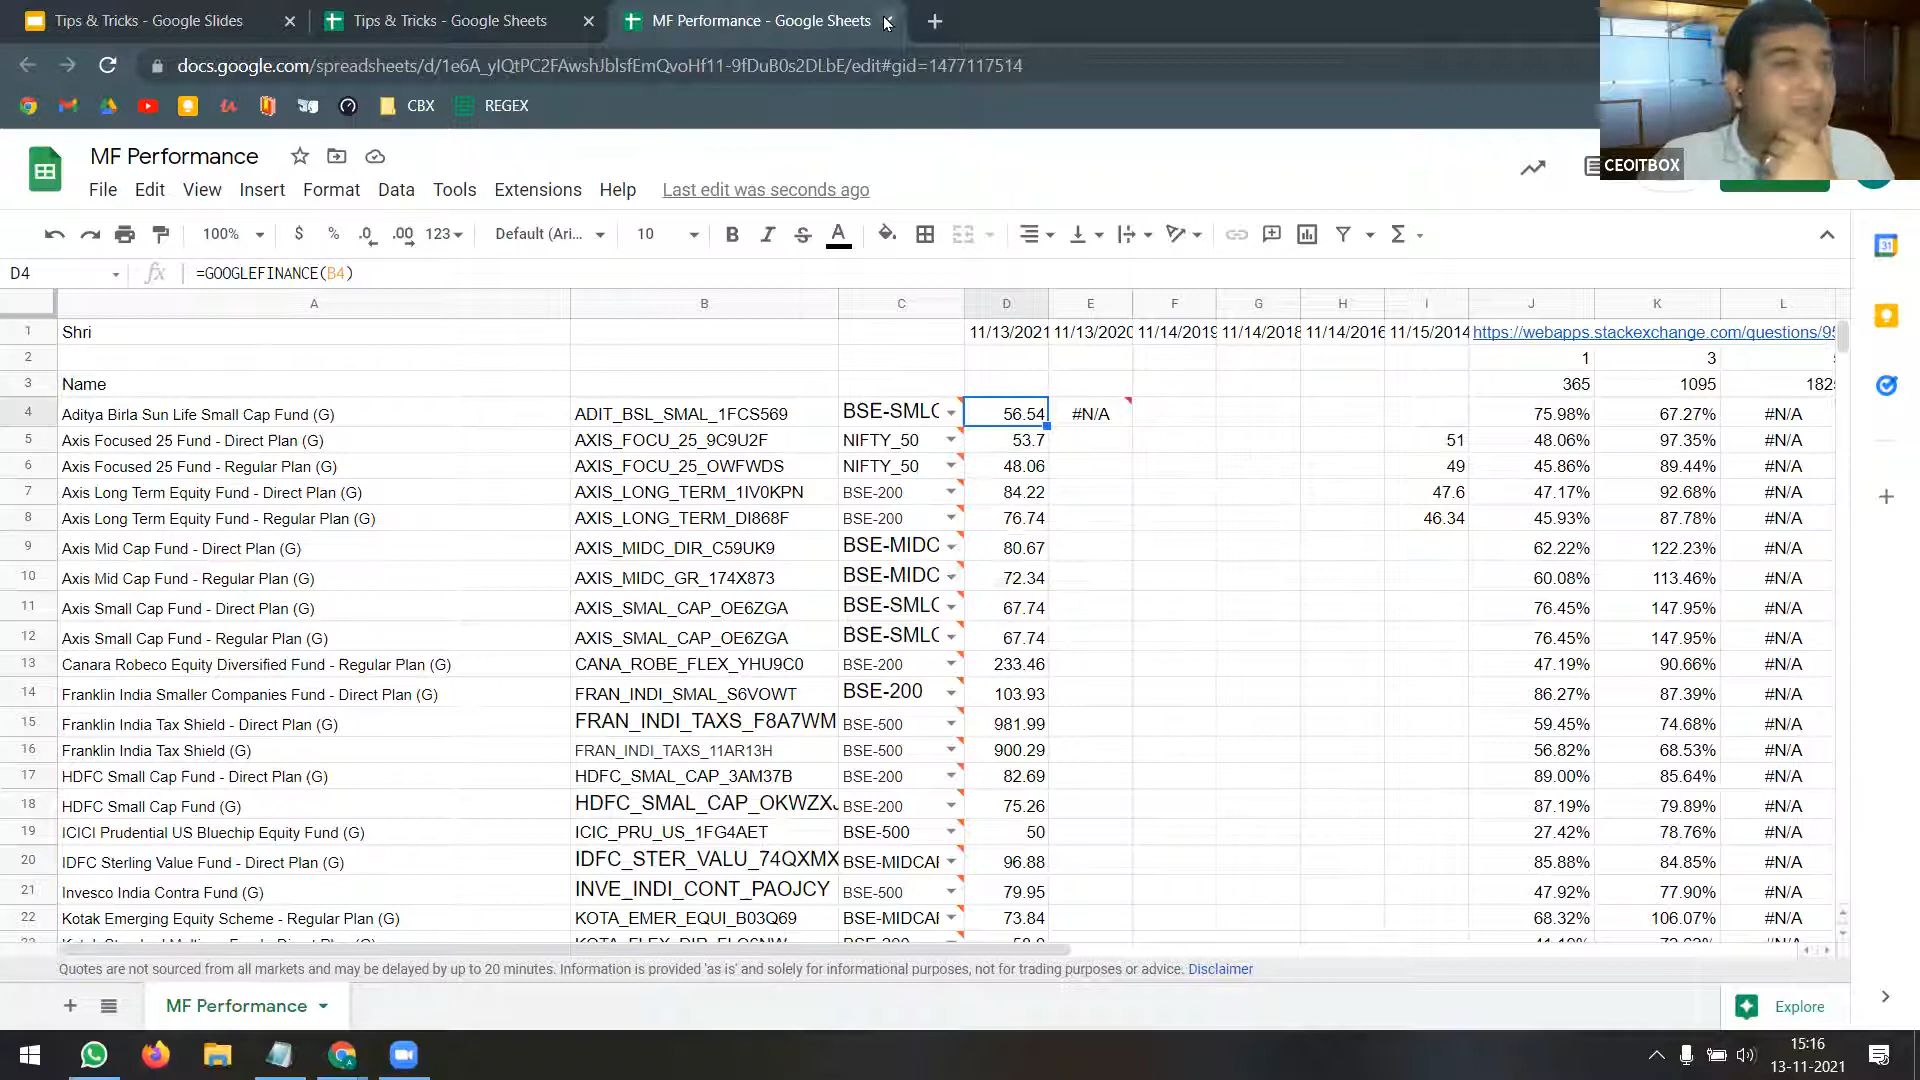 Tips & Tricks - Google Slides
Tips & Tricks - Google Sheets
MF Performance - Google Sheets
docs.google.com/spreadsheets/d/1e6A_yIQtPC2FAwshJblsfEmQvoHf11-9fDuB0s2DLbE/edit#gid=1477117514
CBX REGEX
MF Performance
CEOITBOX
File Edit View Insert Format Data Tools Extensions Help Last edit was seconds ago
100% $ % .0 .00 123 Default (Ari... 10 B I S A
D4 fx =GOOGLEFINANCE(B4)
A B C D E F G H I J K L
1 Shri 11/13/2021 11/13/2020 11/14/2019 11/14/2018 11/14/2016 11/15/2014 https://webapps.stackexchange.com/questions/95
2 1 3
3 Name 365 1095 182
4 Aditya Birla Sun Life Small Cap Fund (G) ADIT_BSL_SMAL_1FCS569 BSE-SMLC 56.54 #N/A 75.98% 67.27% #N/A
5 Axis Focused 25 Fund - Direct Plan (G) AXIS_FOCU_25_9C9U2F NIFTY_50 53.7 51 48.06% 97.35% #N/A
6 Axis Focused 25 Fund - Regular Plan (G) AXIS_FOCU_25_OWFWDS NIFTY_50 48.06 49 45.86% 89.44% #N/A
7 Axis Long Term Equity Fund - Direct Plan (G) AXIS_LONG_TERM_1IV0KPN BSE-200 84.22 47.6 47.17% 92.68% #N/A
8 Axis Long Term Equity Fund - Regular Plan (G) AXIS_LONG_TERM_DI868F BSE-200 76.74 46.34 45.93% 87.78% #N/A
9 Axis Mid Cap Fund - Direct Plan (G) AXIS_MIDC_DIR_C59UK9 BSE-MIDC 80.67 62.22% 122.23% #N/A
10 Axis Mid Cap Fund - Regular Plan (G) AXIS_MIDC_GR_174X873 BSE-MIDC 72.34 60.08% 113.46% #N/A
11 Axis Small Cap Fund - Direct Plan (G) AXIS_SMAL_CAP_OE6ZGA BSE-SMLC 67.74 76.45% 147.95% #N/A
12 Axis Small Cap Fund - Regular Plan (G) AXIS_SMAL_CAP_OE6ZGA BSE-SMLC 67.74 76.45% 147.95% #N/A
13 Canara Robeco Equity Diversified Fund - Regular Plan (G) CANA_ROBE_FLEX_YHU9C0 BSE-200 233.46 47.19% 90.66% #N/A
14 Franklin India Smaller Companies Fund - Direct Plan (G) FRAN_INDI_SMAL_S6VOWT BSE-200 103.93 86.27% 87.39% #N/A
15 Franklin India Tax Shield - Direct Plan (G) FRAN_INDI_TAXS_F8A7WM BSE-500 981.99 59.45% 74.68% #N/A
16 Franklin India Tax Shield (G) FRAN_INDI_TAXS_11AR13H BSE-500 900.29 56.82% 68.53% #N/A
17 HDFC Small Cap Fund - Direct Plan (G) HDFC_SMAL_CAP_3AM37B BSE-200 82.69 89.00% 85.64% #N/A
18 HDFC Small Cap Fund (G) HDFC_SMAL_CAP_OKWZXJ BSE-200 75.26 87.19% 79.89% #N/A
19 ICICI Prudential US Bluechip Equity Fund (G) ICIC_PRU_US_1FG4AET BSE-500 50 27.42% 78.76% #N/A
20 IDFC Sterling Value Fund - Direct Plan (G) IDFC_STER_VALU_74QXMX BSE-MIDCAP 96.88 85.88% 84.85% #N/A
21 Invesco India Contra Fund (G) INVE_INDI_CONT_PAOJCY BSE-500 79.95 47.92% 77.90% #N/A
22 Kotak Emerging Equity Scheme - Regular Plan (G) KOTA_EMER_EQUI_B03Q69 BSE-MIDCAP 73.84 68.32% 106.07% #N/A
Quotes are not sourced from all markets and may be delayed by up to 20 minutes. Information is provided 'as is' and solely for informational purposes, not for trading purposes or advice. Disclaimer
MF Performance Explore
15:16
13-11-2021